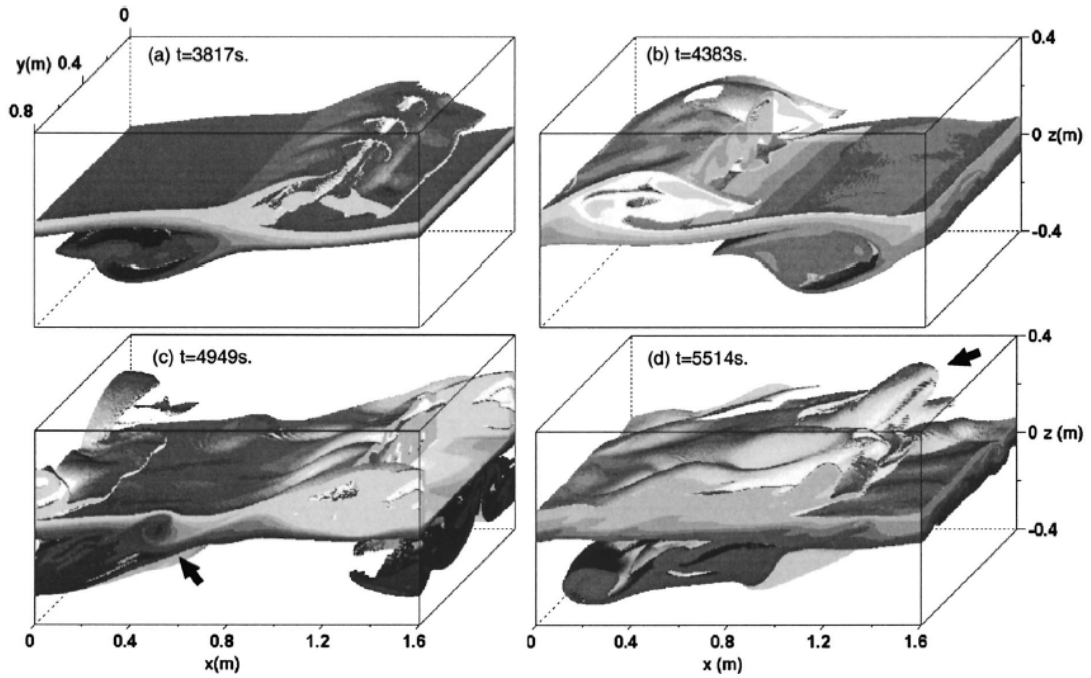 0
y(m) 0.4
0.8
(a) t=3817s.
(b) t=4383s.
0.4
0 z(m)
-0.4
(c) t=4949s.
(d) t=5514s.
0.4
0 z (m)
-0.4
0 0.4 0.8 1.2 1.6
x(m)
0 0.4 0.8 1.2 1.6
x (m)